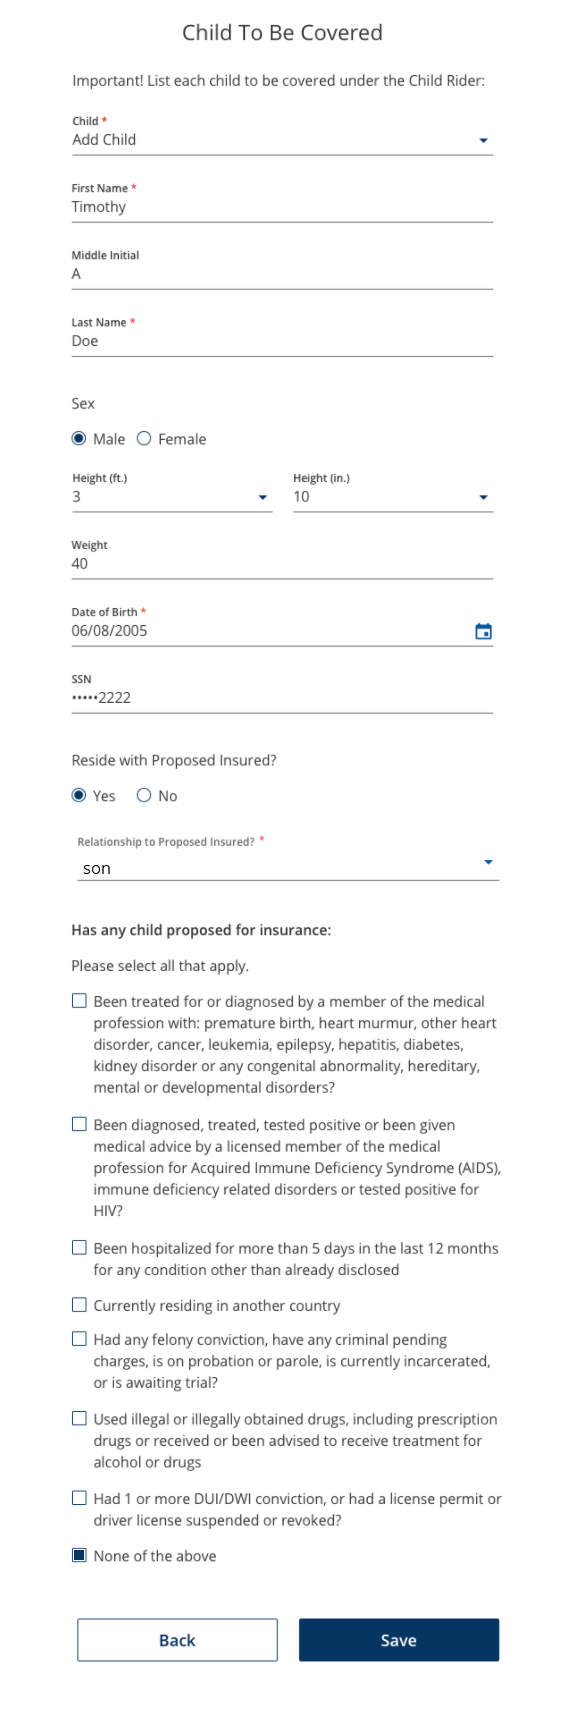 Child To Be Covered
Important! List each child to be covered under the Child Rider:
Child *
Add Child
First Name *
Timothy
Middle Initial
A
Last Name *
Doe
Sex
Male Female
Height (ft.) Height (in.)
3 10
Weight
40
Date of Birth *
06/08/2005
SSN
•••••2222
Reside with Proposed Insured?
Yes No
Relationship to Proposed Insured? *
son
Has any child proposed for insurance:
Please select all that apply.
Been treated for or diagnosed by a member of the medical
profession with: premature birth, heart murmur, other heart
disorder, cancer, leukemia, epilepsy, hepatitis, diabetes,
kidney disorder or any congenital abnormality, hereditary,
mental or developmental disorders?
Been diagnosed, treated, tested positive or been given
medical advice by a licensed member of the medical
profession for Acquired Immune Deficiency Syndrome (AIDS),
immune deficiency related disorders or tested positive for
HIV?
Been hospitalized for more than 5 days in the last 12 months
for any condition other than already disclosed
Currently residing in another country
Had any felony conviction, have any criminal pending
charges, is on probation or parole, is currently incarcerated,
or is awaiting trial?
Used illegal or illegally obtained drugs, including prescription
drugs or received or been advised to receive treatment for
alcohol or drugs
Had 1 or more DUI/DWI conviction, or had a license permit or
driver license suspended or revoked?
None of the above
Back Save